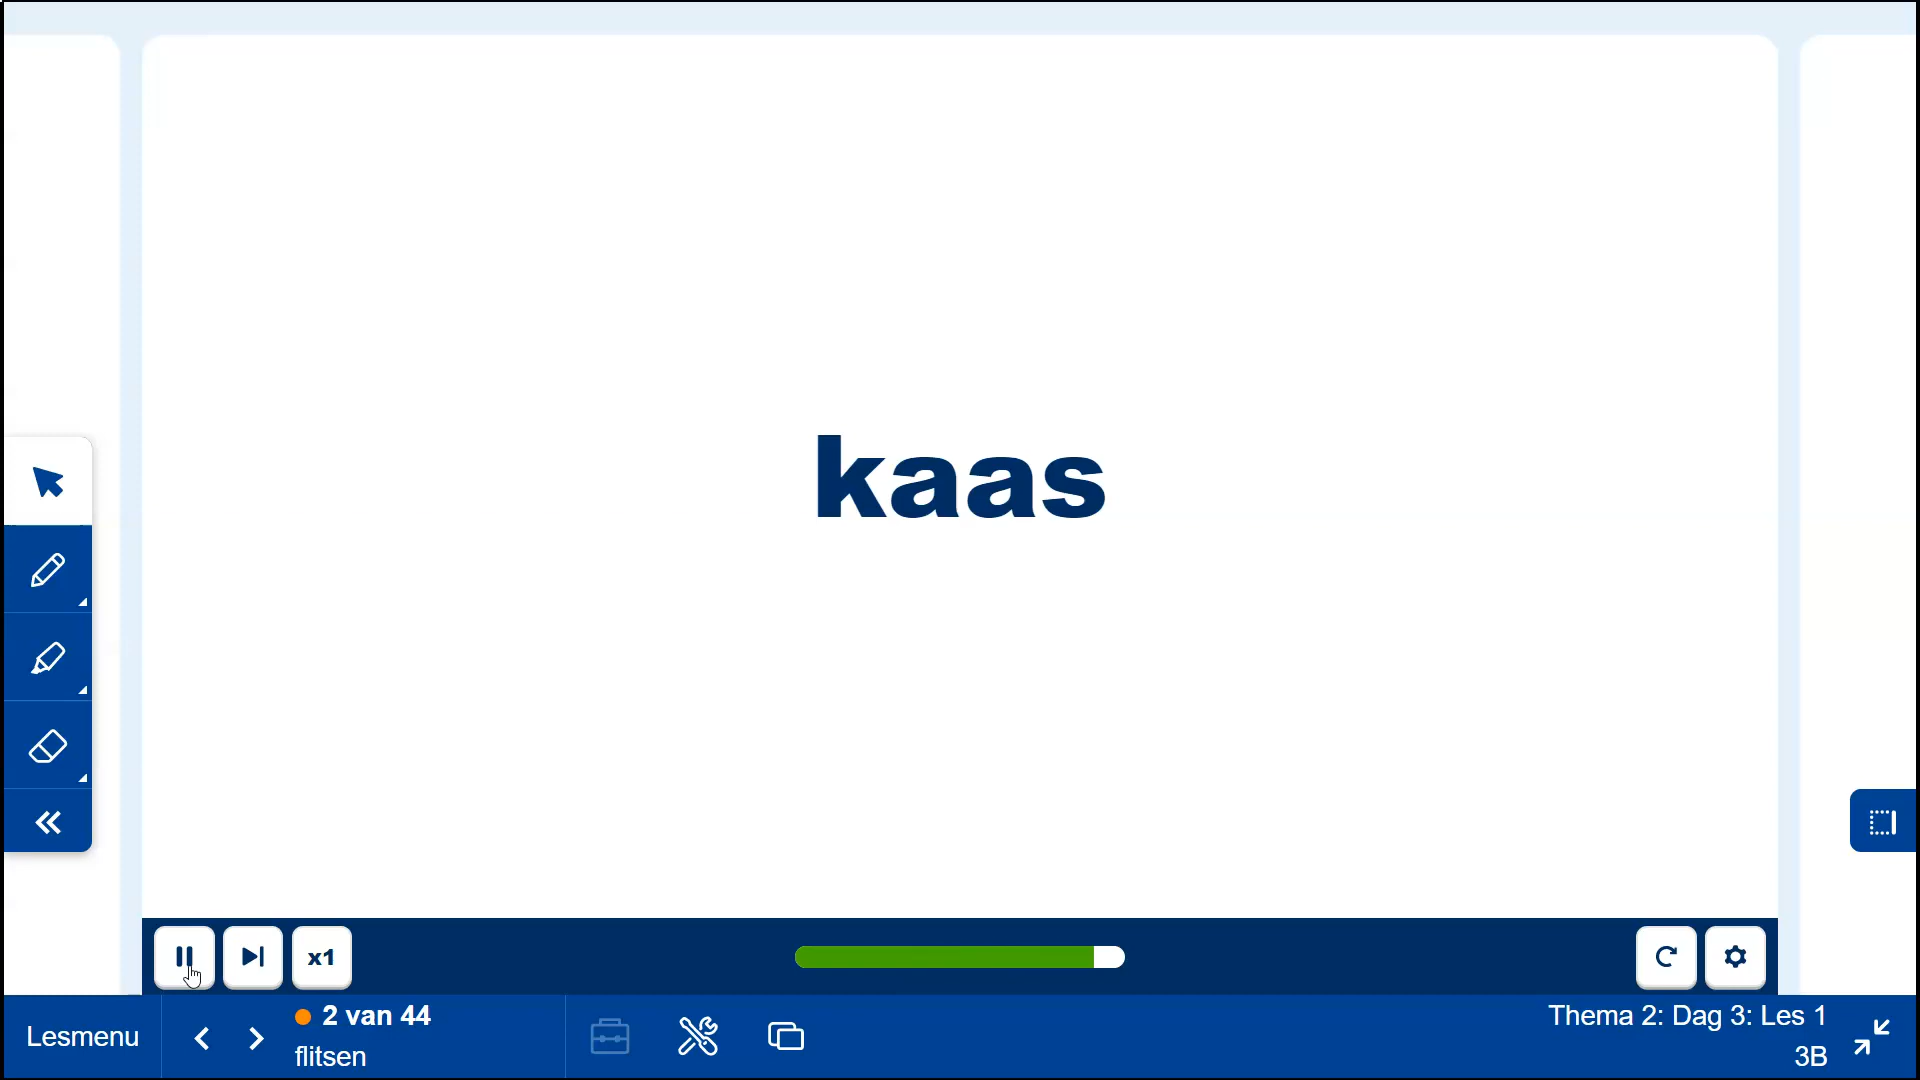 kaas
x1
Lesmenu
2 van 44
flitsen
Thema 2: Dag 3: Les 1
3B